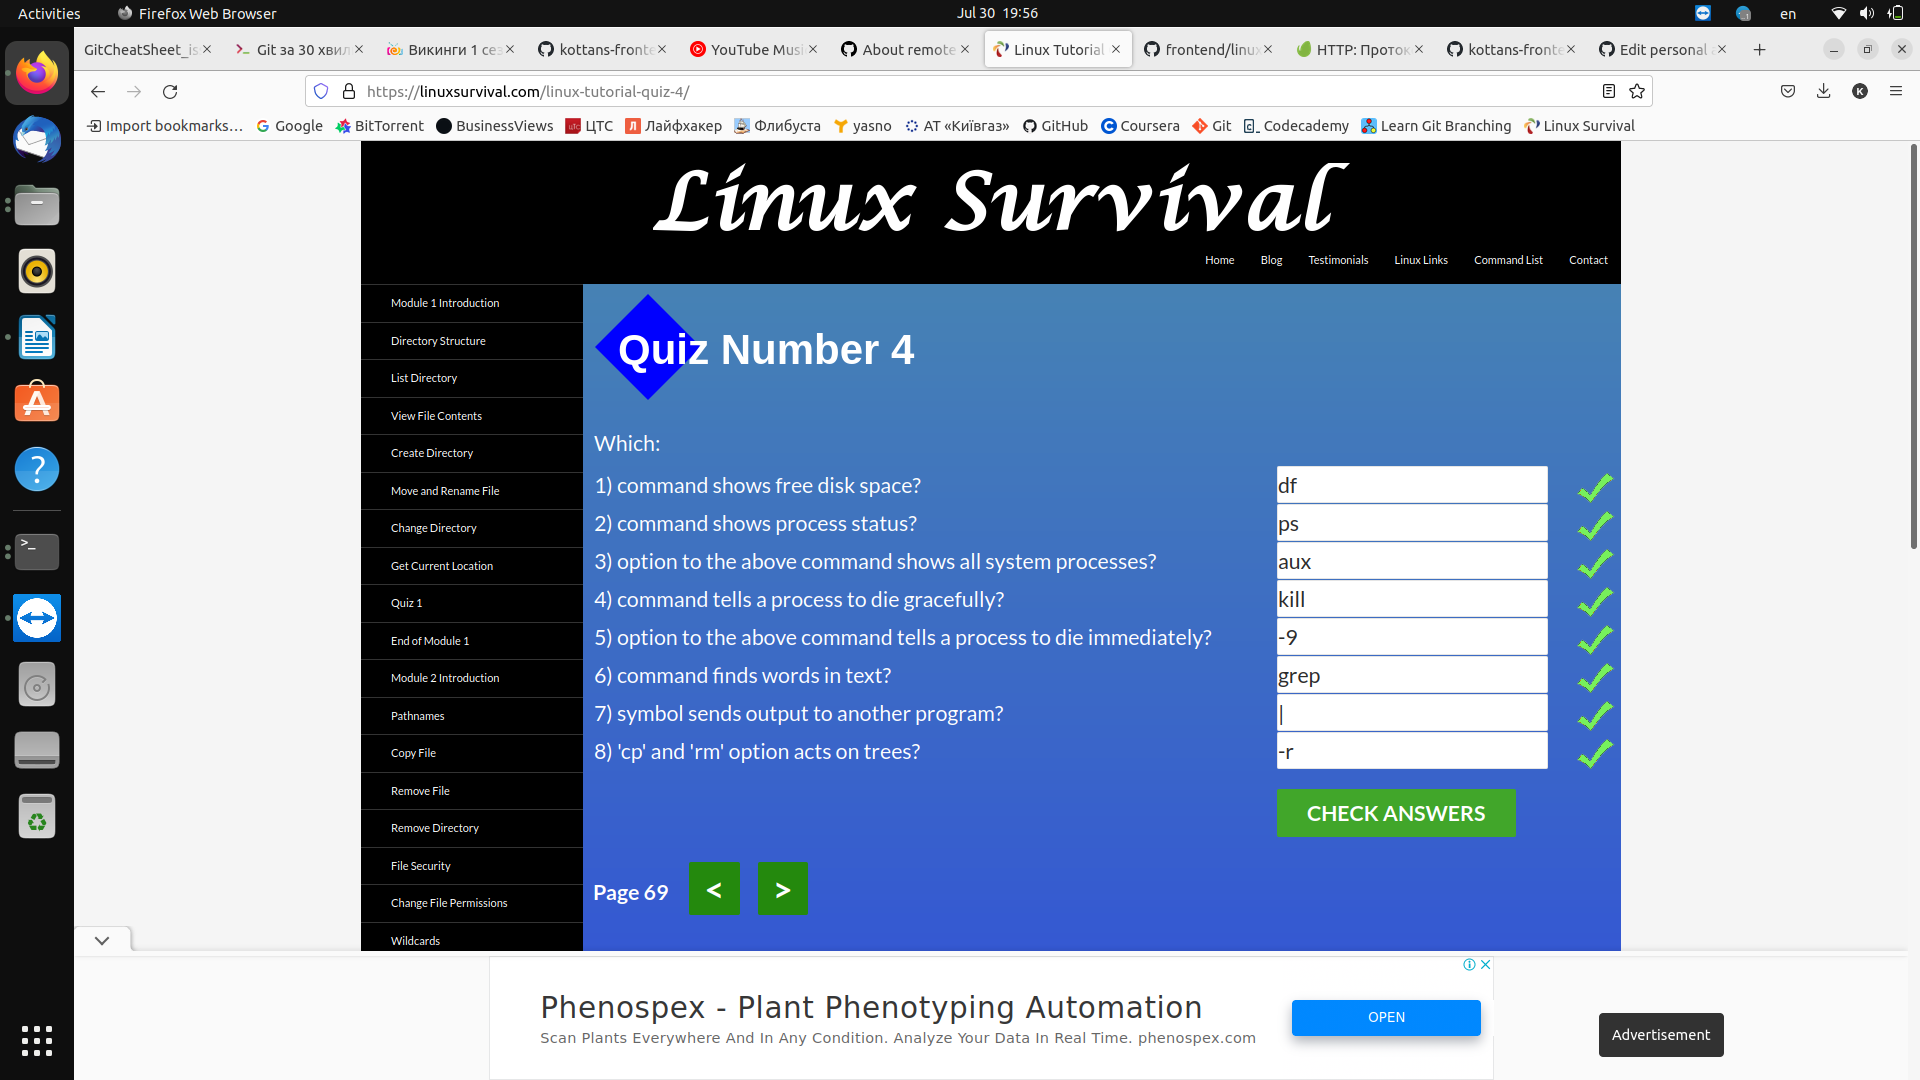 Activities
Firefox Web Browser
Jul 30 19:56
en
GitCheatSheet_is
Git за 30 хвил
Викинги 1 сез
kottans-fronte
YouTube Musi
About remote
Linux Tutorial
frontend/linux
HTTP: Проток
kottans-fronte
Edit personal a
https://linuxsurvival.com/linux-tutorial-quiz-4/
K
Import bookmarks…
Google
BitTorrent
BusinessViews
ЦТС
Лайфхакер
Флибуста
yasno
АТ «Київгаз»
GitHub
Coursera
Git
Codecademy
Learn Git Branching
Linux Survival
Linux Survival
Home
Blog
Testimonials
Linux Links
Command List
Contact
Module 1 Introduction
Directory Structure
List Directory
View File Contents
Create Directory
Move and Rename File
Change Directory
Get Current Location
Quiz 1
End of Module 1
Module 2 Introduction
Pathnames
Copy File
Remove File
Remove Directory
File Security
Change File Permissions
Wildcards
Quiz Number 4
Which:
1) command shows free disk space? df
2) command shows process status? ps
3) option to the above command shows all system processes? aux
4) command tells a process to die gracefully? kill
5) option to the above command tells a process to die immediately? -9
6) command finds words in text? grep
7) symbol sends output to another program? |
8) 'cp' and 'rm' option acts on trees? -r
CHECK ANSWERS
Page 69 < >
Phenospex - Plant Phenotyping Automation
Scan Plants Everywhere And In Any Condition. Analyze Your Data In Real Time. phenospex.com
OPEN
Advertisement